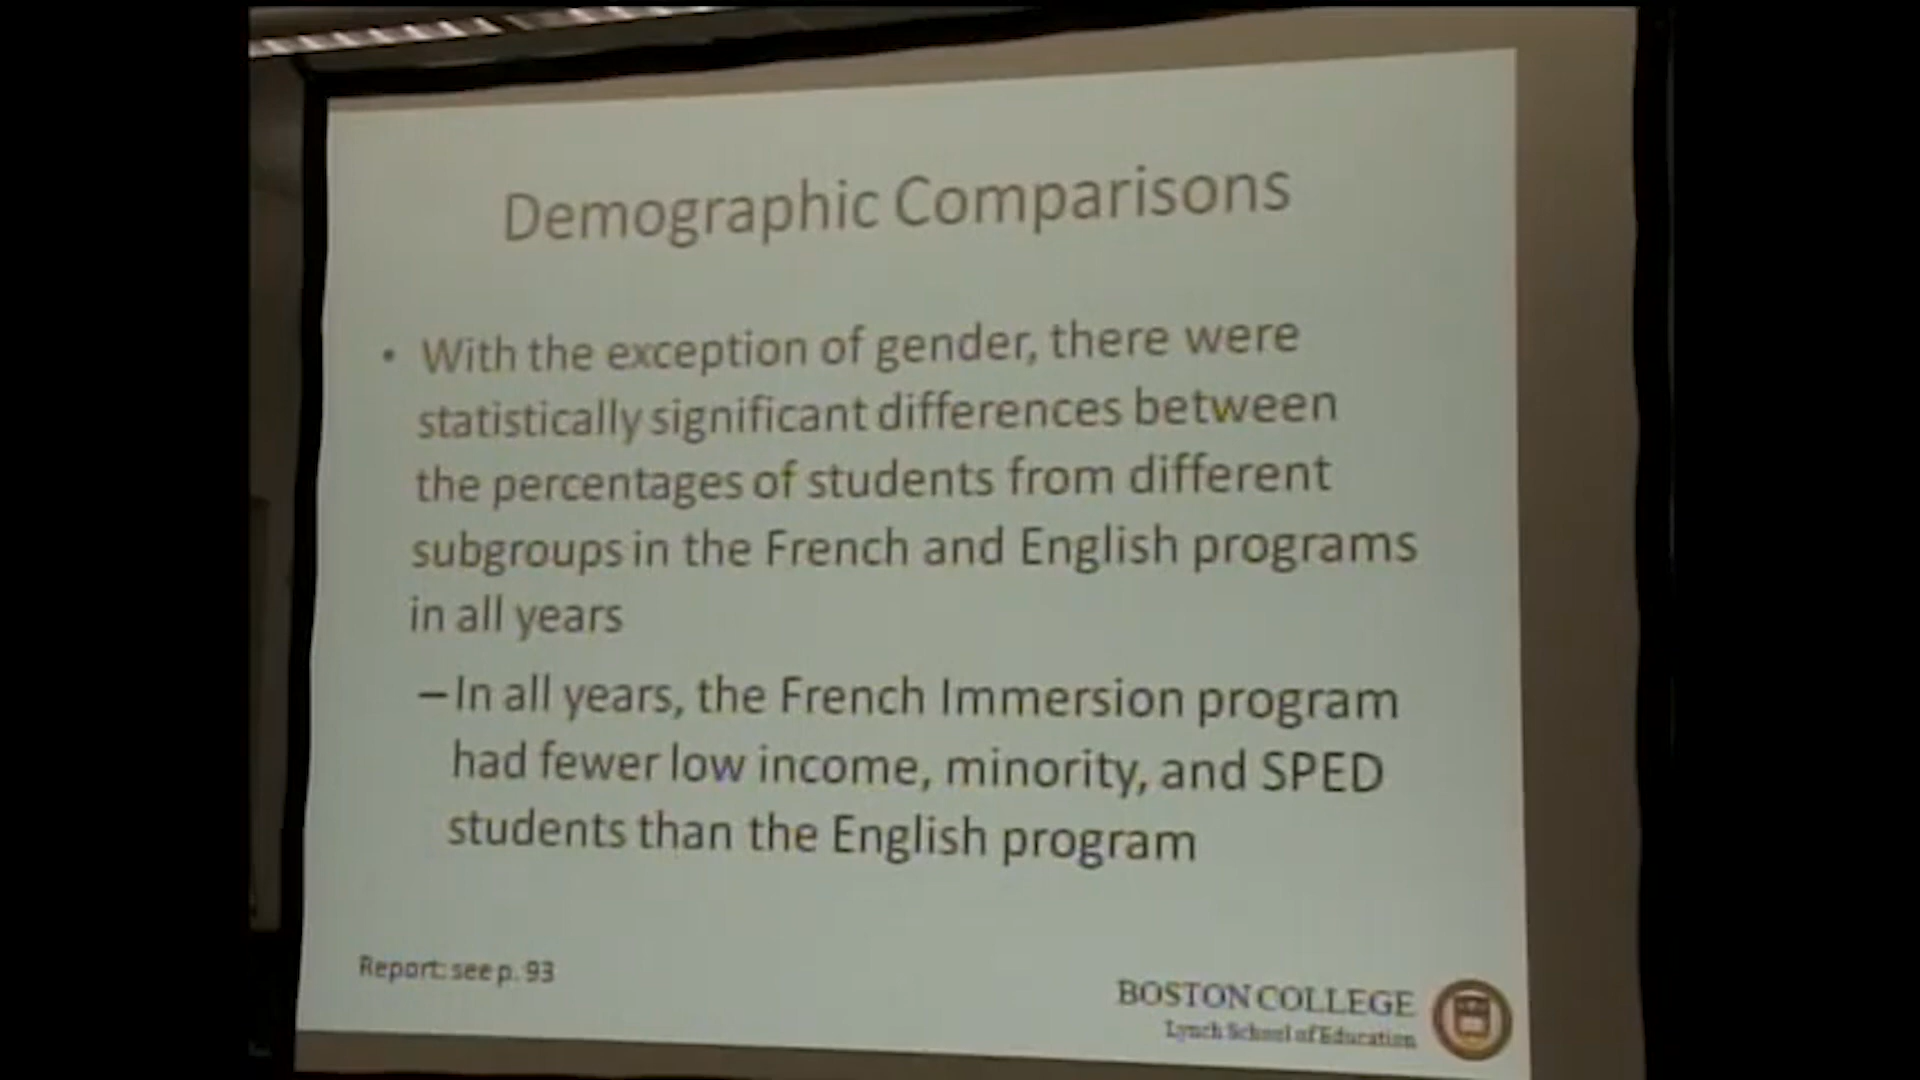 Demographic Comparisons
• With the exception of gender, there were
statistically significant differences between
the percentages of students from different
subgroups in the French and English programs
in all years
– In all years, the French Immersion program
had fewer low income, minority, and SPED
students than the English program
Report: see p. 93
BOSTON COLLEGE
Lynch School of Education